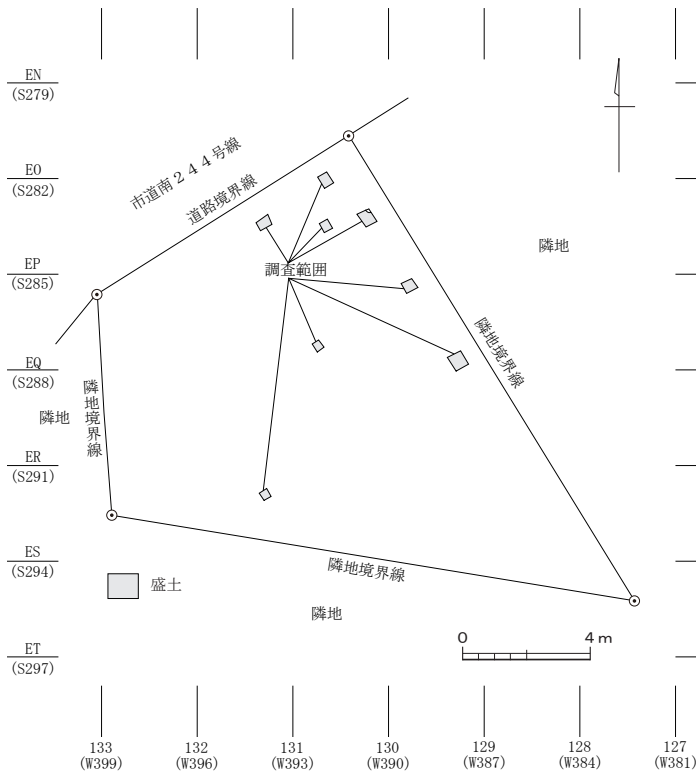 EN
(S279)
市道南２４４号線
道路境界線
EO
(S282)
隣地
EP
(S285)
調査範囲
隣地境界線
EQ
(S288)
隣地
隣地境界線
ER
(S291)
ES
(S294)
盛土
隣地境界線
隣地
0 4m
ET
(S297)
133 132 131 130 129 128 127
(W399) (W396) (W393) (W390) (W387) (W384) (W381)